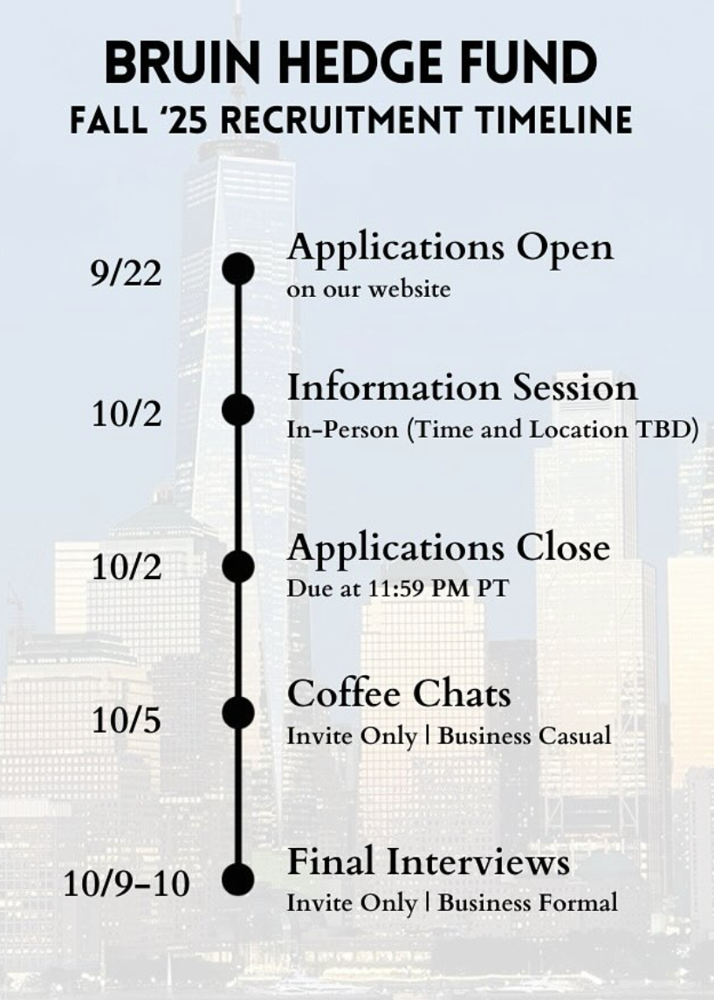 BRUIN HEDGE FUND
FALL ‘25 RECRUITMENT TIMELINE
9/22
Applications Open
on our website
10/2
Information Session
In-Person (Time and Location TBD)
10/2
Applications Close
Due at 11:59 PM PT
10/5
Coffee Chats
Invite Only | Business Casual
10/9-10
Final Interviews
Invite Only | Business Formal